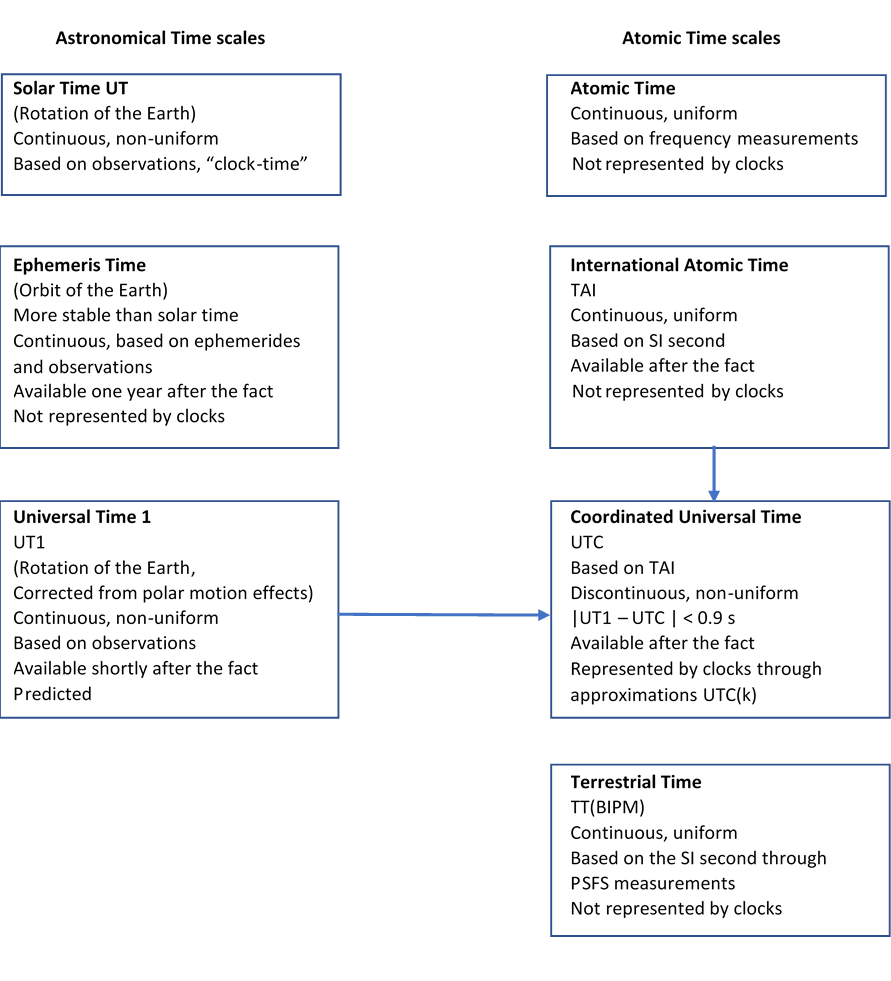 Astronomical Time scales
Solar Time UT
(Rotation of the Earth)
Continuous, non-uniform
Based on observations, “clock-time”
Ephemeris Time
(Orbit of the Earth)
More stable than solar time
Continuous, based on ephemerides
and observations
Available one year after the fact
Not represented by clocks
Universal Time 1
UT1
(Rotation of the Earth,
Corrected from polar motion effects)
Continuous, non-uniform
Based on observations
Available shortly after the fact
Predicted
Atomic Time scales
Atomic Time
Continuous, uniform
Based on frequency measurements
Not represented by clocks
International Atomic Time
TAI
Continuous, uniform
Based on SI second
Available after the fact
Not represented by clocks
Coordinated Universal Time
UTC
Based on TAI
Discontinuous, non-uniform
|UT1 – UTC | < 0.9 s
Available after the fact
Represented by clocks through
approximations UTC(k)
Terrestrial Time
TT(BIPM)
Continuous, uniform
Based on the SI second through
PSFS measurements
Not represented by clocks